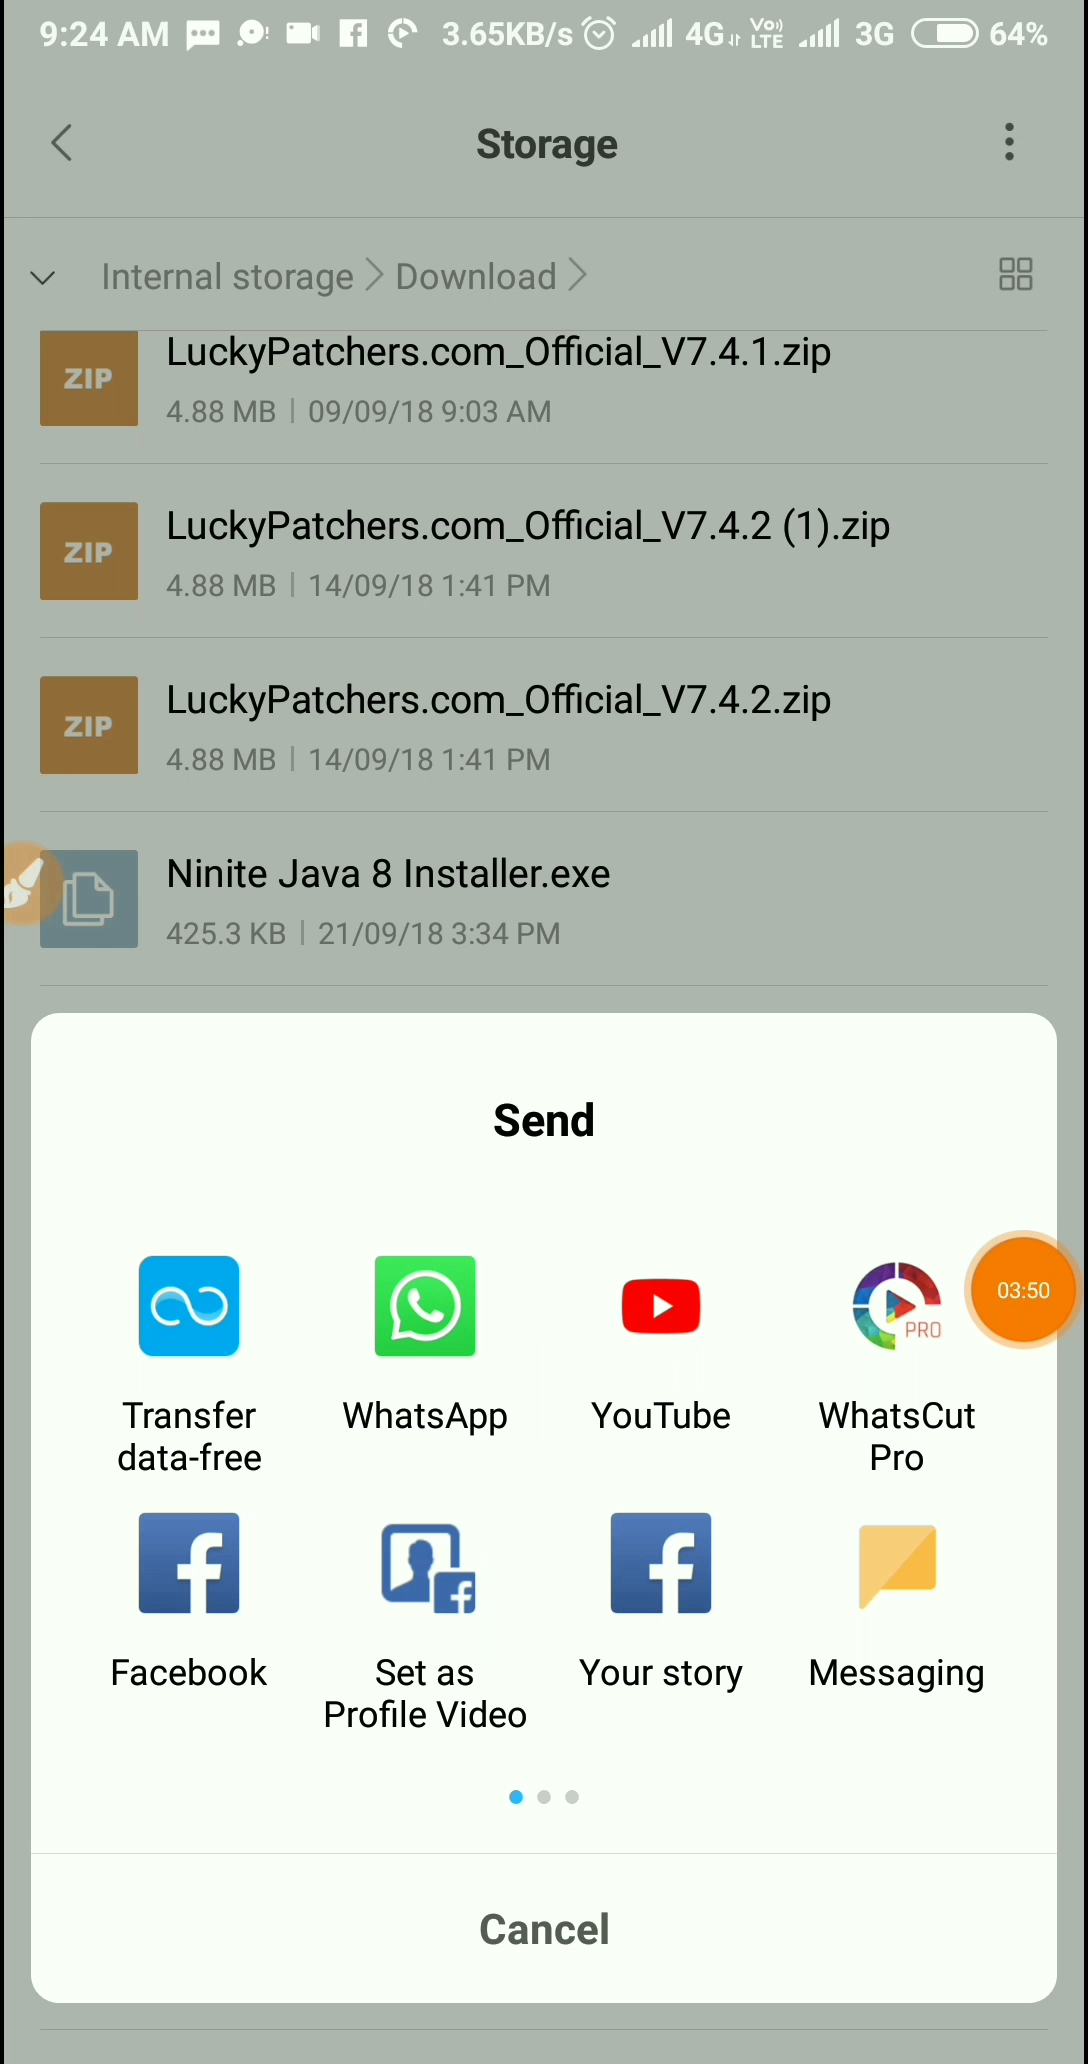 9:24 AM 3.65KB/s 4G VoLTE 3G 64%
Storage
Internal storage > Download >
ZIP LuckyPatchers.com_Official_V7.4.1.zip
4.88 MB | 09/09/18 9:03 AM
ZIP LuckyPatchers.com_Official_V7.4.2 (1).zip
4.88 MB | 14/09/18 1:41 PM
ZIP LuckyPatchers.com_Official_V7.4.2.zip
4.88 MB | 14/09/18 1:41 PM
Ninite Java 8 Installer.exe
425.3 KB | 21/09/18 3:34 PM
Send
PRO
03:50
Transfer data-free
WhatsApp
YouTube
WhatsCut Pro
Facebook
Set as Profile Video
Your story
Messaging
Cancel